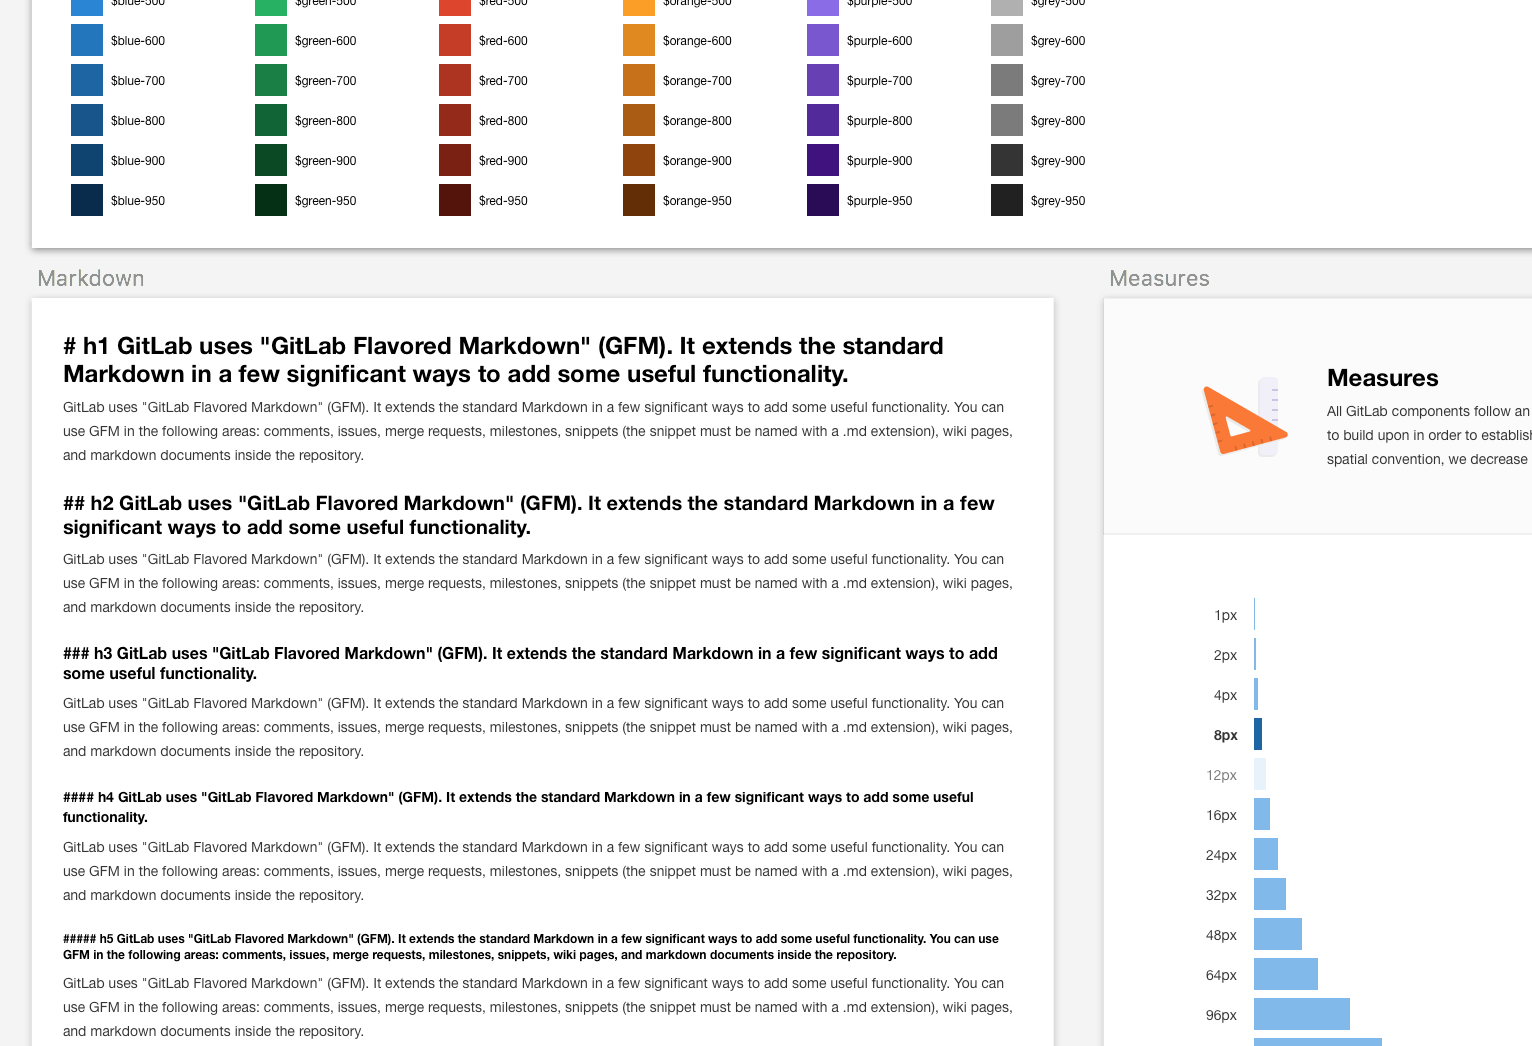 $blue-500 $green-500 $red-500 $orange-500 $purple-500 $grey-500
$blue-600 $green-600 $red-600 $orange-600 $purple-600 $grey-600
$blue-700 $green-700 $red-700 $orange-700 $purple-700 $grey-700
$blue-800 $green-800 $red-800 $orange-800 $purple-800 $grey-800
$blue-900 $green-900 $red-900 $orange-900 $purple-900 $grey-900
$blue-950 $green-950 $red-950 $orange-950 $purple-950 $grey-950
Markdown
# h1 GitLab uses "GitLab Flavored Markdown" (GFM). It extends the standard
Markdown in a few significant ways to add some useful functionality.
GitLab uses "GitLab Flavored Markdown" (GFM). It extends the standard Markdown in a few significant ways to add some useful functionality. You can
use GFM in the following areas: comments, issues, merge requests, milestones, snippets (the snippet must be named with a .md extension), wiki pages,
and markdown documents inside the repository.
## h2 GitLab uses "GitLab Flavored Markdown" (GFM). It extends the standard Markdown in a few
significant ways to add some useful functionality.
GitLab uses "GitLab Flavored Markdown" (GFM). It extends the standard Markdown in a few significant ways to add some useful functionality. You can
use GFM in the following areas: comments, issues, merge requests, milestones, snippets (the snippet must be named with a .md extension), wiki pages,
and markdown documents inside the repository.
### h3 GitLab uses "GitLab Flavored Markdown" (GFM). It extends the standard Markdown in a few significant ways to add
some useful functionality.
GitLab uses "GitLab Flavored Markdown" (GFM). It extends the standard Markdown in a few significant ways to add some useful functionality. You can
use GFM in the following areas: comments, issues, merge requests, milestones, snippets (the snippet must be named with a .md extension), wiki pages,
and markdown documents inside the repository.
#### h4 GitLab uses "GitLab Flavored Markdown" (GFM). It extends the standard Markdown in a few significant ways to add some useful
functionality.
GitLab uses "GitLab Flavored Markdown" (GFM). It extends the standard Markdown in a few significant ways to add some useful functionality. You can
use GFM in the following areas: comments, issues, merge requests, milestones, snippets (the snippet must be named with a .md extension), wiki pages,
and markdown documents inside the repository.
##### h5 GitLab uses "GitLab Flavored Markdown" (GFM). It extends the standard Markdown in a few significant ways to add some useful functionality. You can use
GFM in the following areas: comments, issues, merge requests, milestones, snippets, wiki pages, and markdown documents inside the repository.
GitLab uses "GitLab Flavored Markdown" (GFM). It extends the standard Markdown in a few significant ways to add some useful functionality. You can
use GFM in the following areas: comments, issues, merge requests, milestones, snippets (the snippet must be named with a .md extension), wiki pages,
and markdown documents inside the repository.
Measures
Measures
All GitLab components follow an
to build upon in order to establish
spatial convention, we decrease
1px
2px
4px
8px
12px
16px
24px
32px
48px
64px
96px